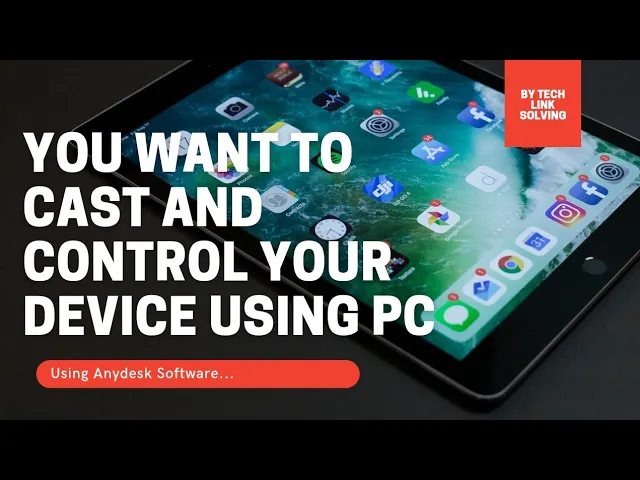 BY TECH
LINK
SOLVING
YOU WANT TO
CAST AND
CONTROL YOUR
DEVICE USING PC
Using Anydesk Software...